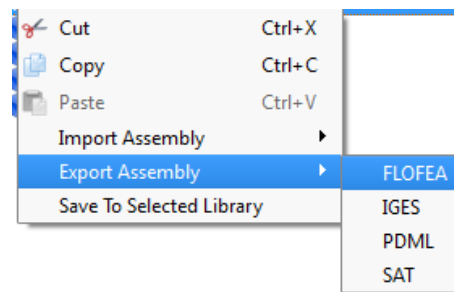 Cut Ctrl+X
Copy Ctrl+C
Paste Ctrl+V
Import Assembly
Export Assembly
FLOFEA
Save To Selected Library
IGES
PDML
SAT